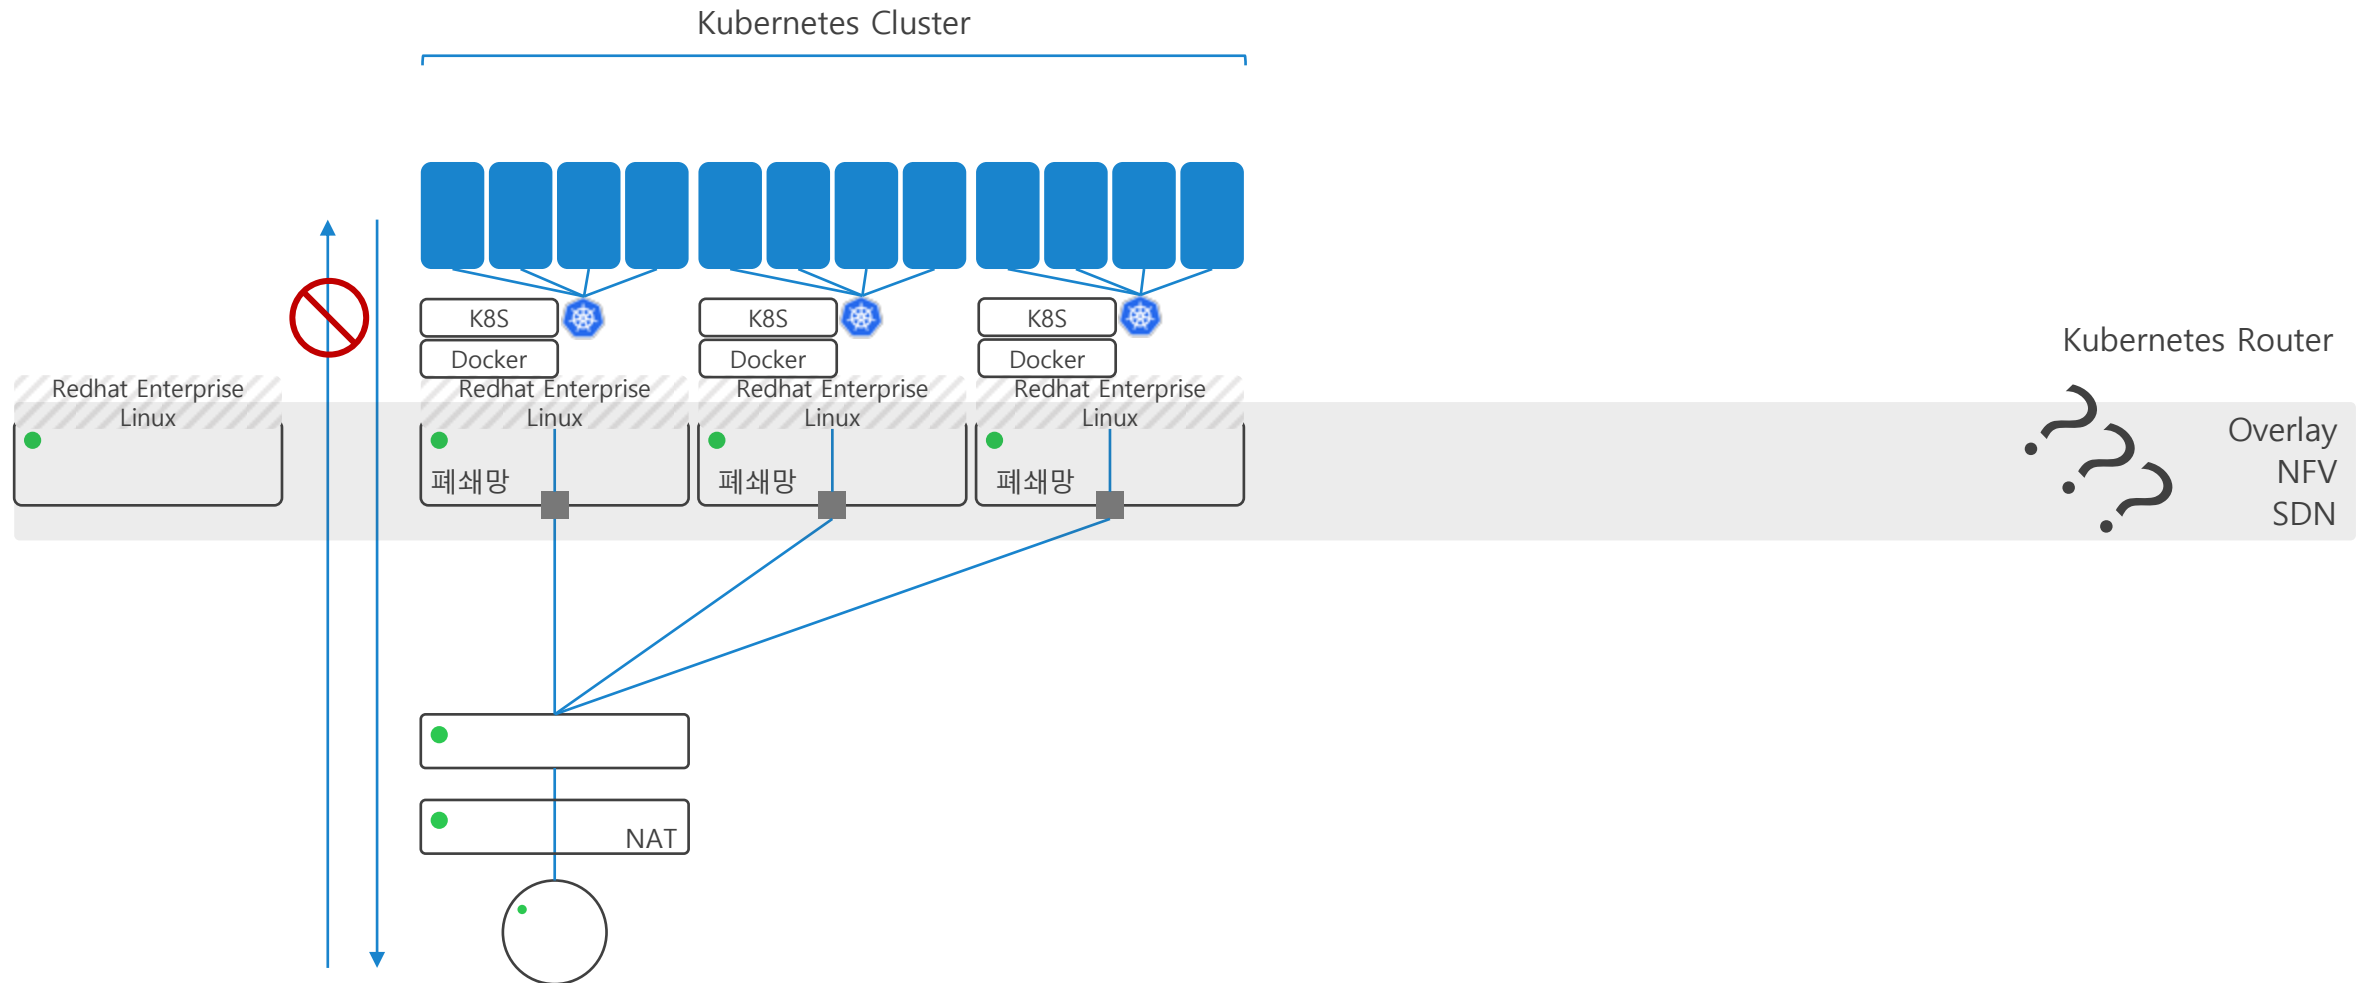 Kubernetes Cluster
K8S
K8S
K8S
Docker
Docker
Docker
Kubernetes Router
Redhat Enterprise
Linux
Redhat Enterprise
Linux
Redhat Enterprise
Linux
Redhat Enterprise
Linux
폐쇄망
폐쇄망
폐쇄망
???
Overlay
NFV
SDN
NAT